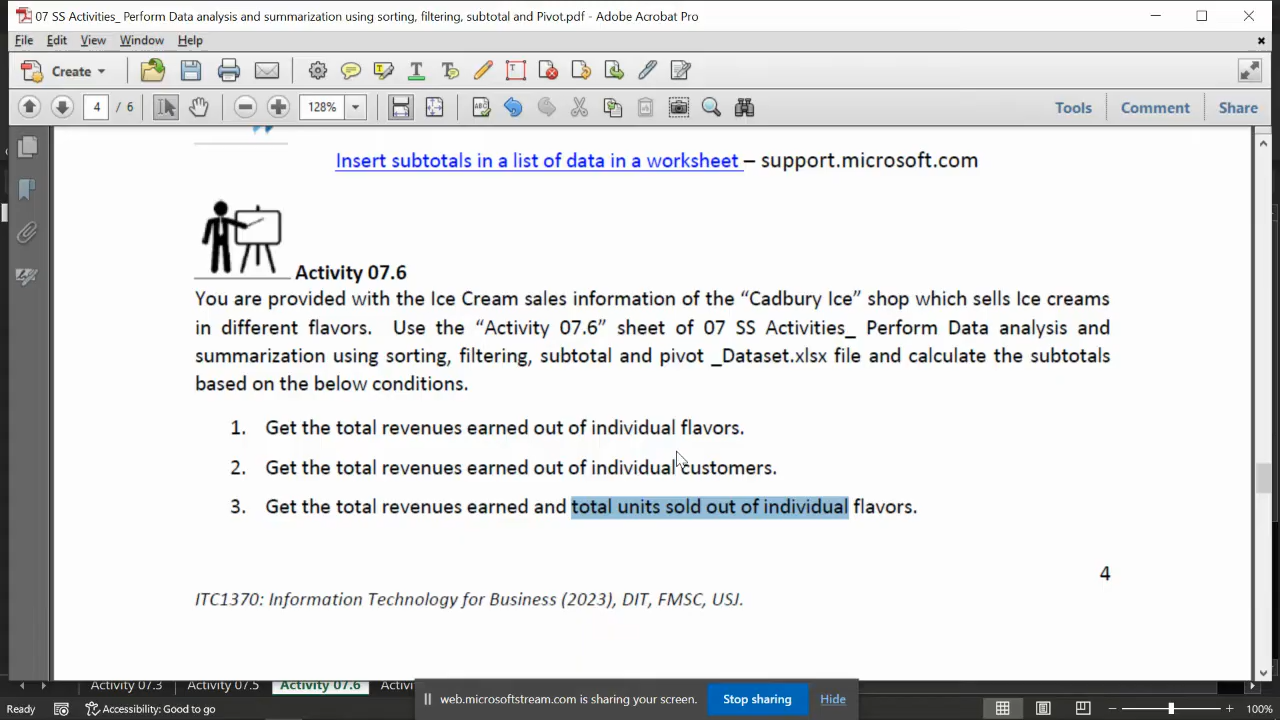 07 SS Activities_ Perform Data analysis and summarization using sorting, filtering, subtotal and Pivot.pdf - Adobe Acrobat Pro
File Edit View Window Help
Create
4 / 6 128% Tools Comment Share
Insert subtotals in a list of data in a worksheet – support.microsoft.com
Activity 07.6
You are provided with the Ice Cream sales information of the “Cadbury Ice” shop which sells Ice creams
in different flavors. Use the “Activity 07.6” sheet of 07 SS Activities_ Perform Data analysis and
summarization using sorting, filtering, subtotal and pivot _Dataset.xlsx file and calculate the subtotals
based on the below conditions.
1. Get the total revenues earned out of individual flavors.
2. Get the total revenues earned out of individual customers.
3. Get the total revenues earned and total units sold out of individual flavors.
4
ITC1370: Information Technology for Business (2023), DIT, FMSC, USJ.
Activity 07.3 Activity 07.5 Activity 07.6
web.microsoftstream.com is sharing your screen. Stop sharing Hide
Ready Accessibility: Good to go 100%